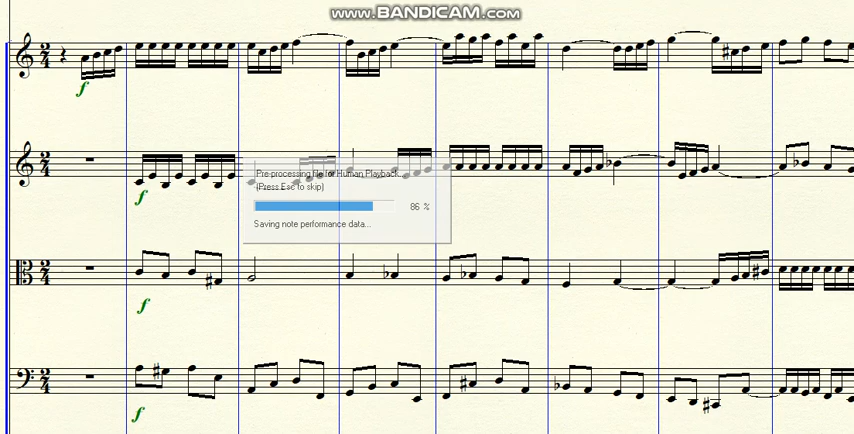 www.BANDICAM.com
f
f
Pre-processing file for Human Playback...
(Press Esc to skip)
86 %
Saving note performance data...
f
f